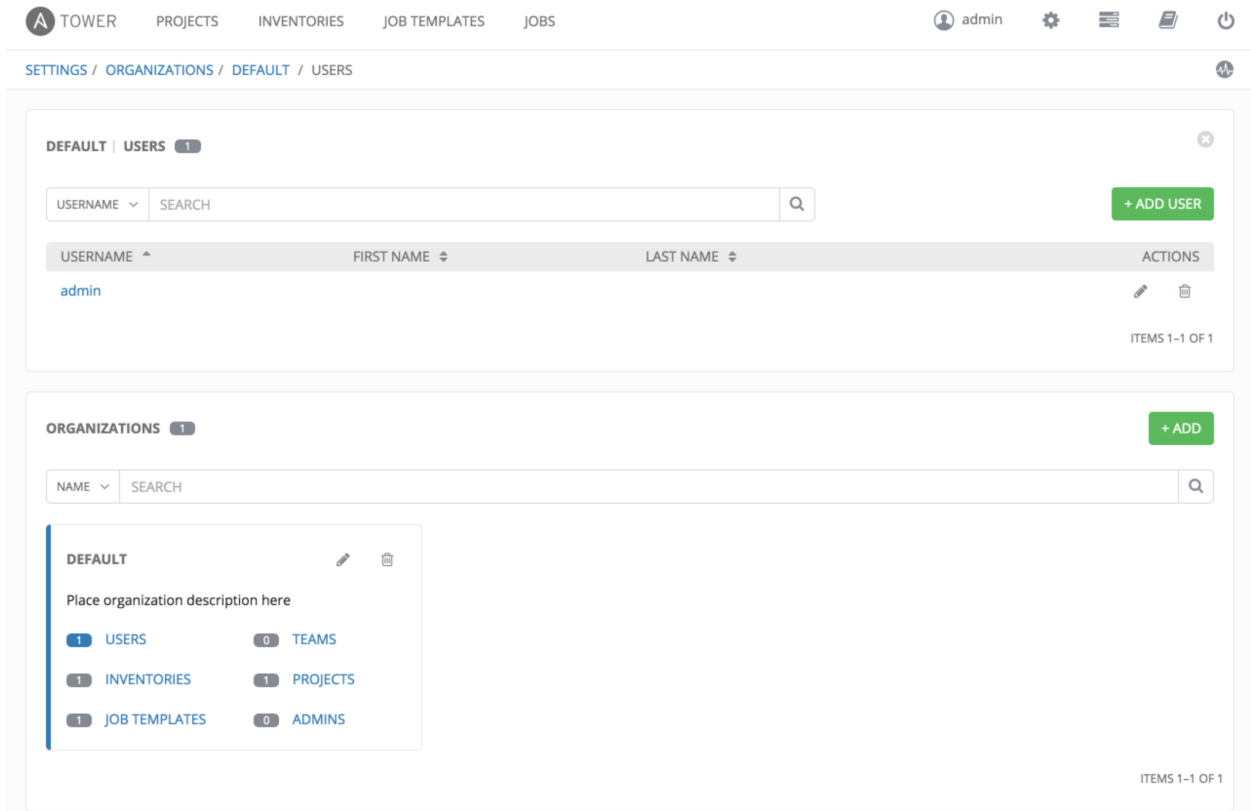 A TOWER PROJECTS INVENTORIES JOB TEMPLATES JOBS admin
SETTINGS / ORGANIZATIONS / DEFAULT / USERS
DEFAULT | USERS 1
USERNAME SEARCH + ADD USER
USERNAME FIRST NAME LAST NAME ACTIONS
admin
ITEMS 1–1 OF 1
ORGANIZATIONS 1 + ADD
NAME SEARCH
DEFAULT
Place organization description here
1 USERS 0 TEAMS
1 INVENTORIES 1 PROJECTS
1 JOB TEMPLATES 0 ADMINS
ITEMS 1–1 OF 1